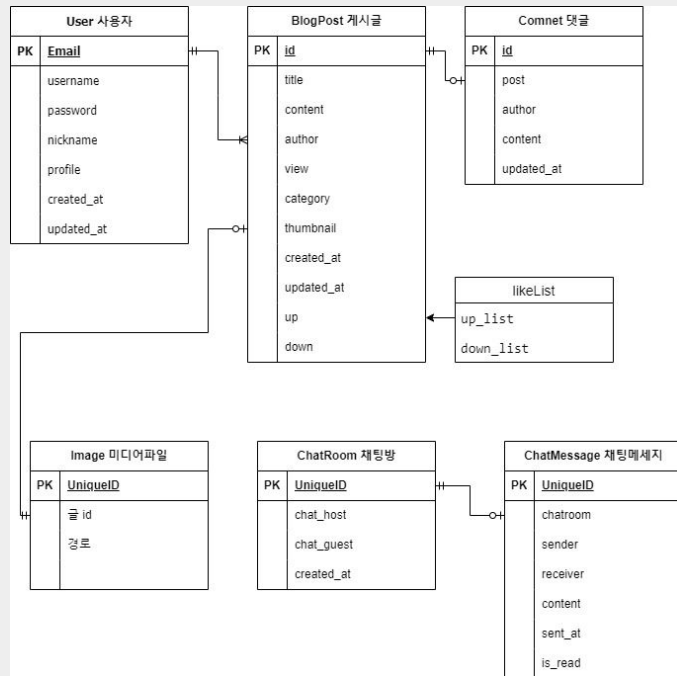 User 사용자
PK Email
username
password
nickname
profile
created_at
updated_at
BlogPost 게시글
PK id
title
content
author
view
category
thumbnail
created_at
updated_at
up
down
Comnet 댓글
PK id
post
author
content
updated_at
likeList
up_list
down_list
Image 미디어파일
PK UniqueID
글 id
경로
ChatRoom 채팅방
PK UniqueID
chat_host
chat_guest
created_at
ChatMessage 채팅메세지
PK UniqueID
chatroom
sender
receiver
content
sent_at
is_read